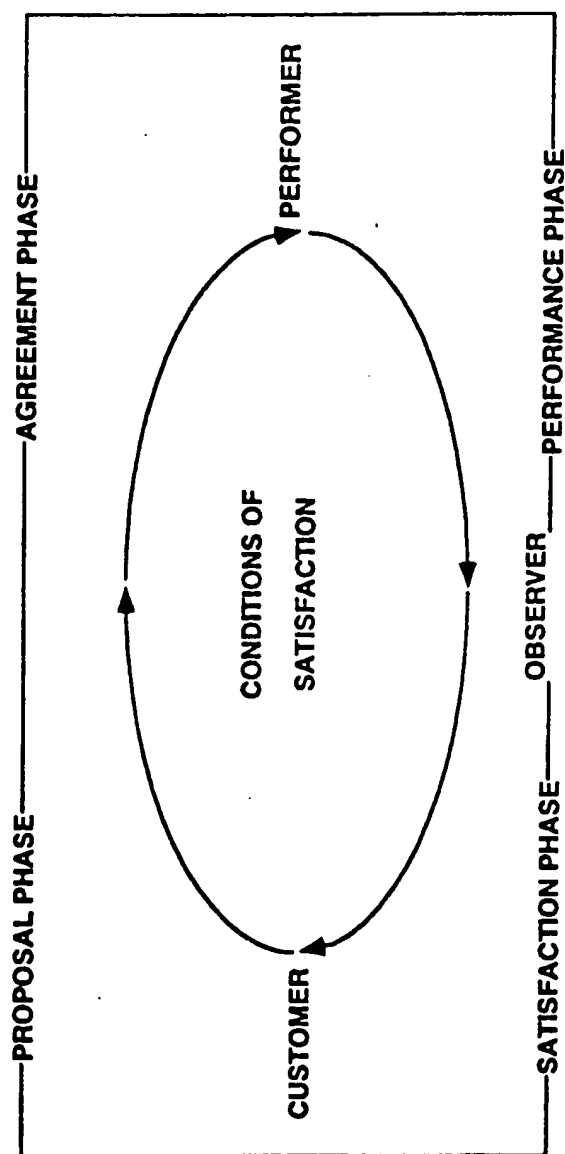 PROPOSAL PHASE
AGREEMENT PHASE
CUSTOMER
CONDITIONS OF
SATISFACTION
PERFORMER
SATISFACTION PHASE
OBSERVER
PERFORMANCE PHASE